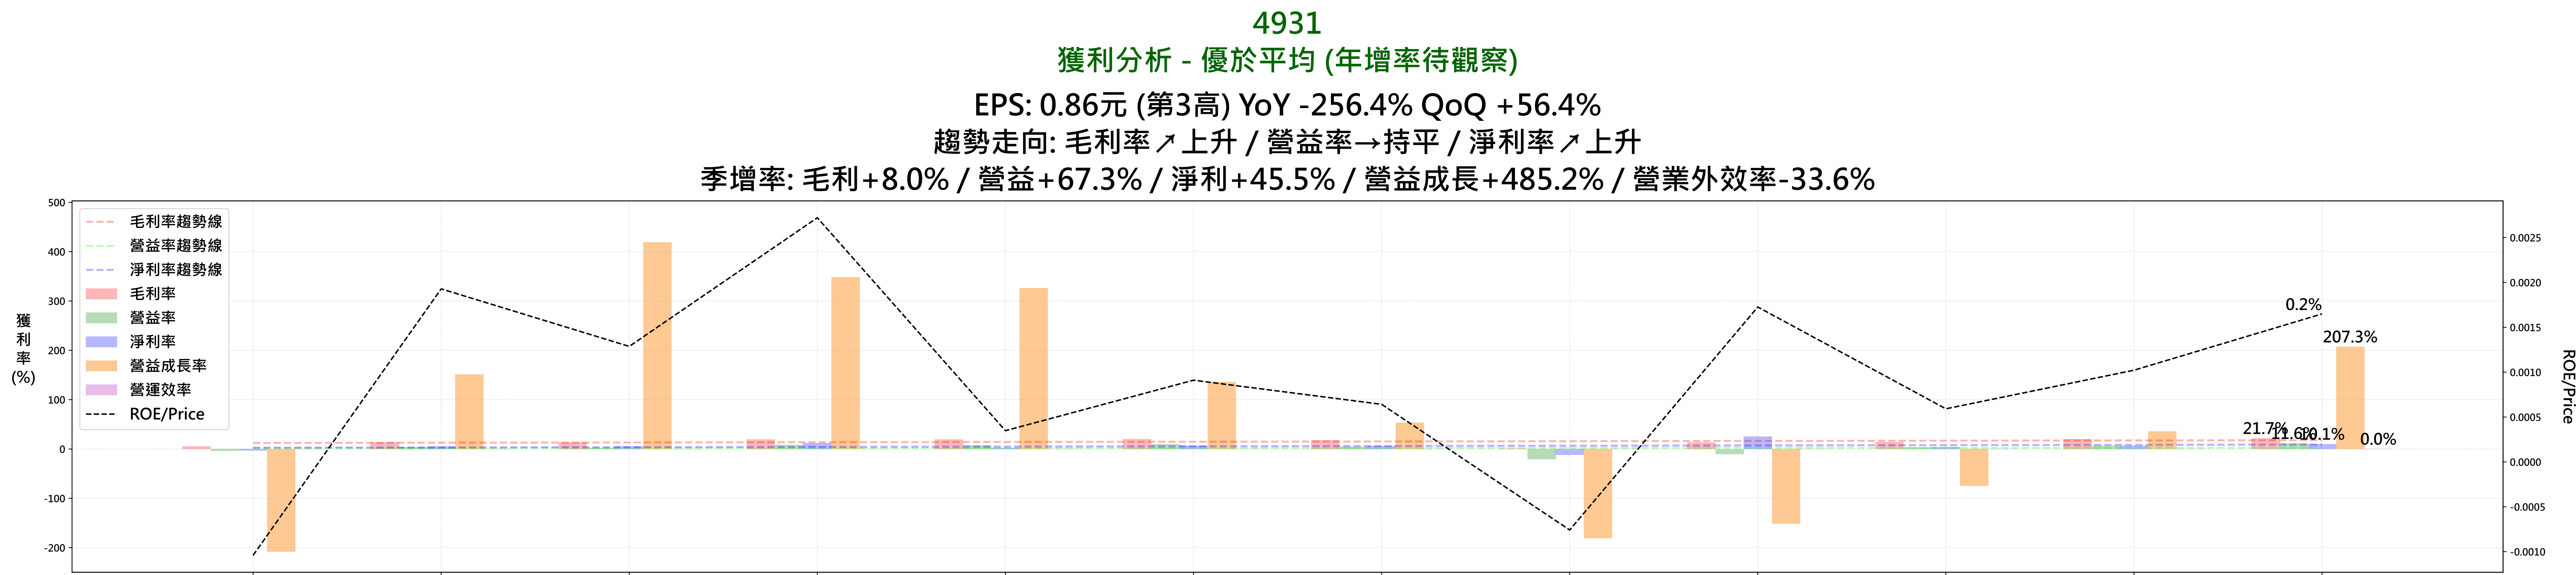 4931
獲利分析 - 優於平均 (年增率待觀察)
EPS: 0.86元 (第3高) YoY -256.4% QoQ +56.4%
趨勢走向: 毛利率↗上升 / 營益率→持平 / 淨利率↗上升
季增率: 毛利+8.0% / 營益+67.3% / 淨利+45.5% / 營益成長+485.2% / 營業外效率-33.6%
毛利率趨勢線
營益率趨勢線
淨利率趨勢線
毛利率
營益率
淨利率
營益成長率
營運效率
ROE/Price
獲利率(%)
500
400
300
200
100
0
-100
-200
0.2%
207.3%
21.7%
11.6%
10.1%
0.0%
0.0025
0.0020
0.0015
0.0010
0.0005
0.0000
-0.0005
-0.0010
ROE/Price